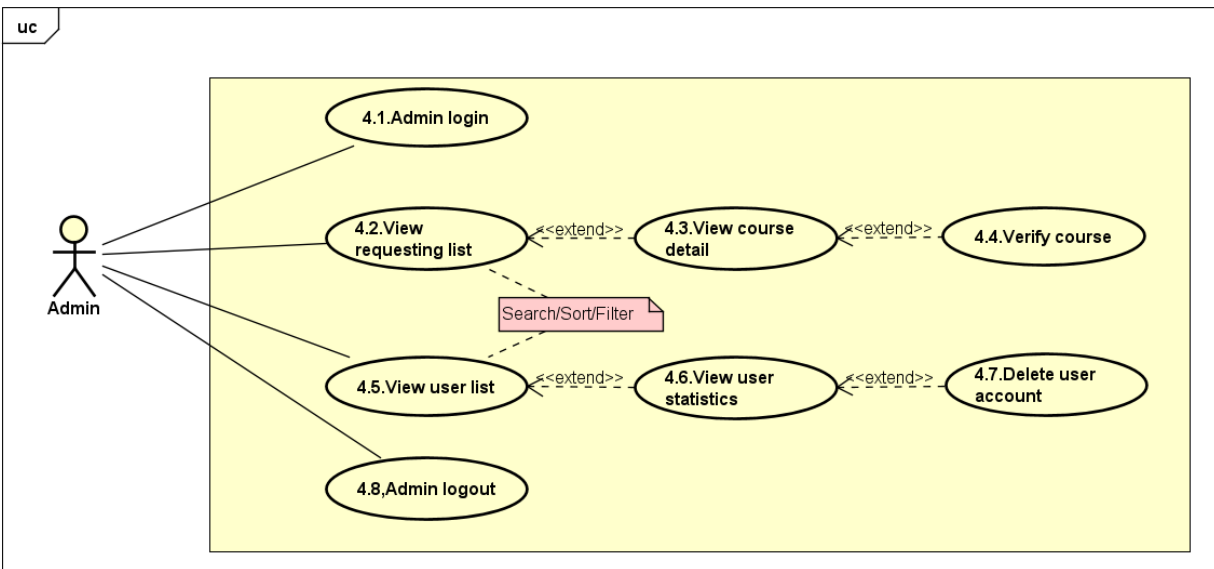 uc
4.1.Admin login
4.2.View
requesting list
<<extend>>
4.3.View course
detail
<<extend>>
4.4.Verify course
Admin
Search/Sort/Filter
4.5.View user list
<<extend>>
4.6.View user
statistics
<<extend>>
4.7.Delete user
account
4.8,Admin logout